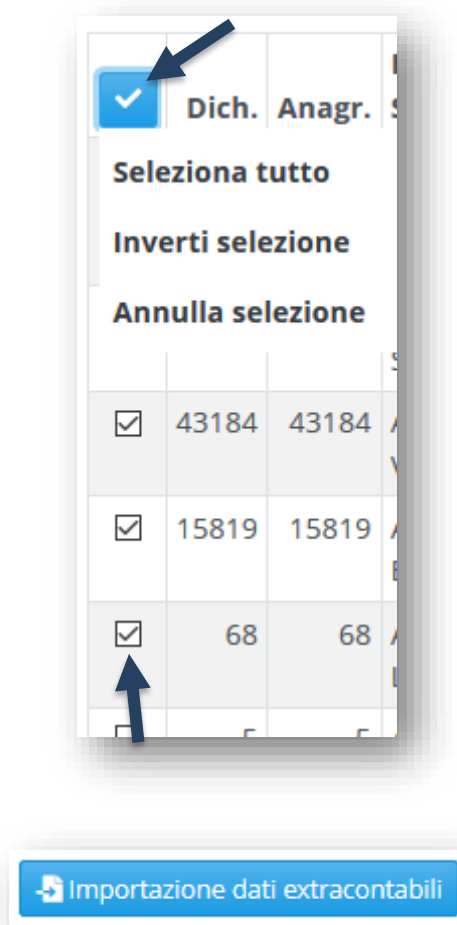 Dich. Anagr.
Seleziona tutto
Inverti selezione
Annulla selezione
43184 43184
15819 15819
68 68
Importazione dati extracontabili